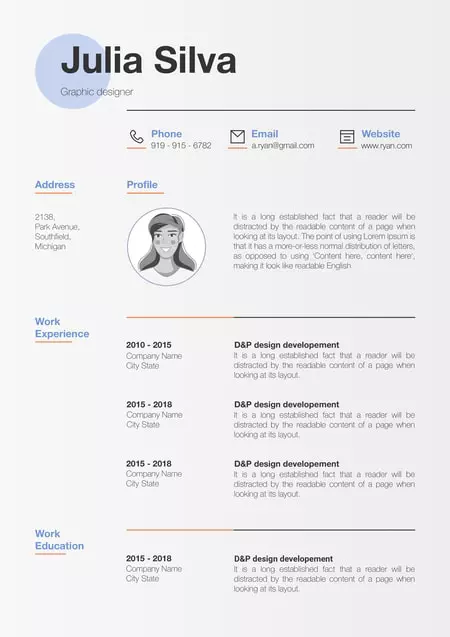 Julia Silva
Graphic designer
Phone
919 - 915 - 6782
Email
a.ryan@gmail.com
Website
www.ryan.com
Address
2138,
Park Avenue,
Southfield,
Michigan
Profile
It is a long established fact that a reader will be
distracted by the readable content of a page when
looking at its layout. The point of using Lorem Ipsum is
that it has a more-or-less normal distribution of letters,
as opposed to using 'Content here, content here',
making it look like readable English
Work
Experience
2010 - 2015
Company Name
City State
D&P design developement
It is a long established fact that a reader will be
distracted by the readable content of a page when
looking at its layout.
2015 - 2018
Company Name
City State
D&P design developement
It is a long established fact that a reader will be
distracted by the readable content of a page when
looking at its layout.
2015 - 2018
Company Name
City State
D&P design developement
It is a long established fact that a reader will be
distracted by the readable content of a page when
looking at its layout.
Work
Education
2015 - 2018
Company Name
City State
D&P design developement
It is a long established fact that a reader will be
distracted by the readable content of a page when
looking at its layout.